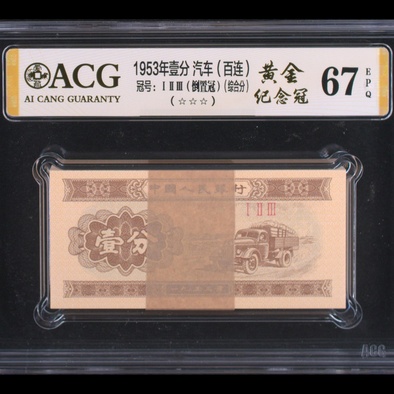 ACG
AI CANG GUARANTY
1953年壹分 汽车（百连）
冠号：I II III（倒置冠）（综合分）
（☆☆☆）
黄金
纪念冠
67
EPQ
中国人民银行
I II III
壹分
ACG